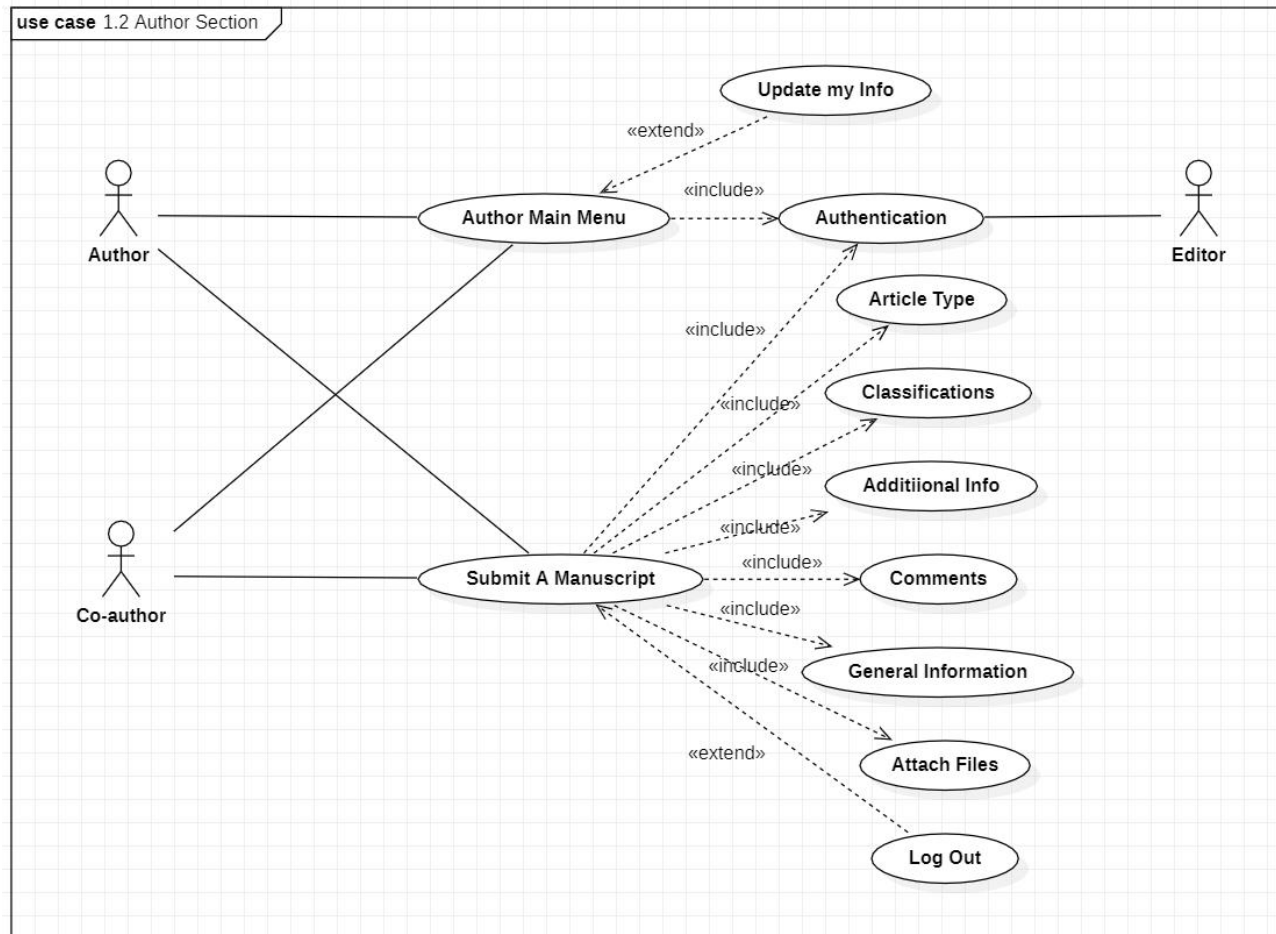 use case 1.2 Author Section
Update my Info
«extend»
«include»
Author Main Menu
Authentication
Author
Editor
Article Type
«include»
Classifications
«include»
«include»
Additiional Info
«include»
«include»
Submit A Manuscript
Comments
Co-author
«include»
«include»
General Information
«extend»
Attach Files
Log Out